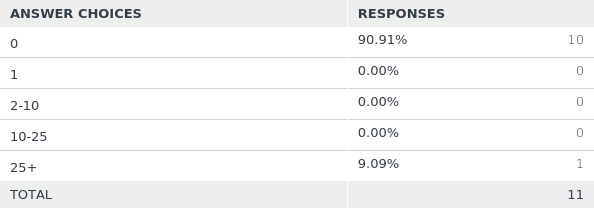 ANSWER CHOICES RESPONSES
0 90.91% 10
1 0.00% 0
2-10 0.00% 0
10-25 0.00% 0
25+ 9.09% 1
TOTAL 11